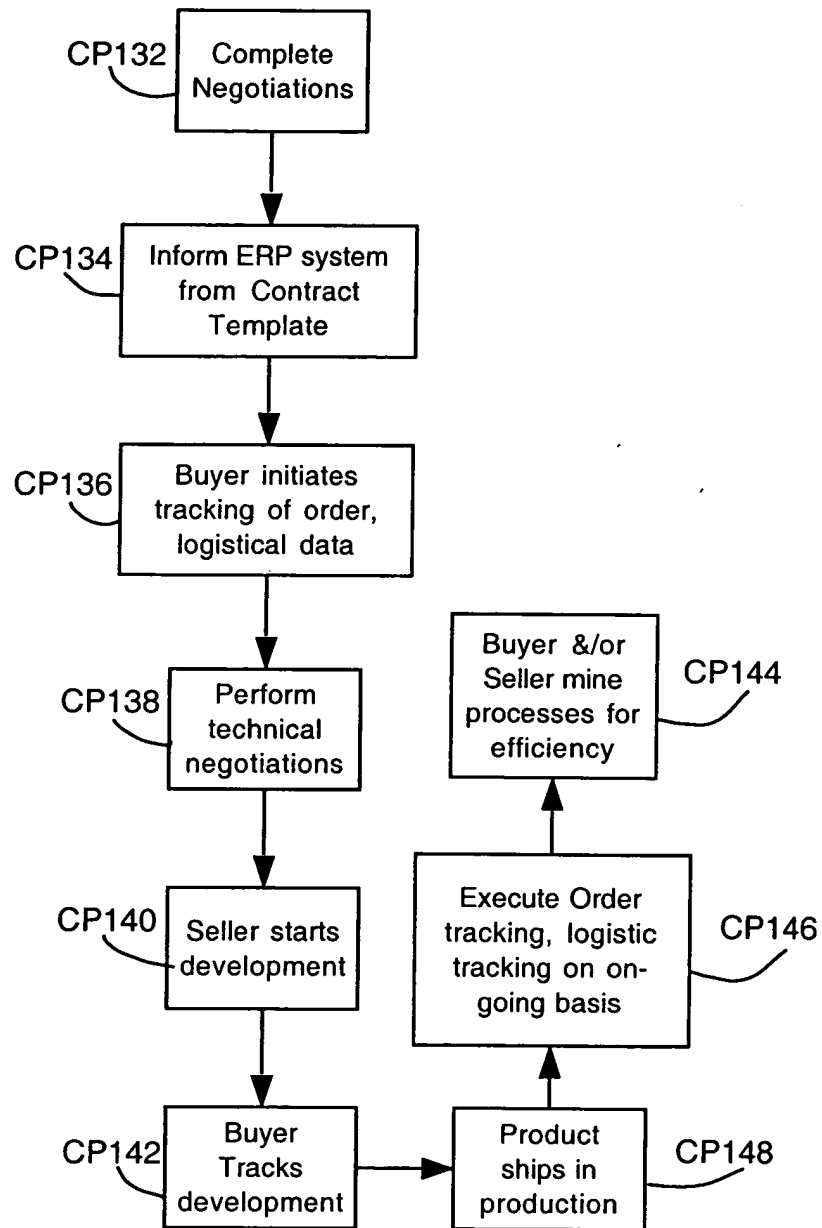 CP132
Complete
Negotiations
CP134
Inform ERP system
from Contract
Template
CP136
Buyer initiates
tracking of order,
logistical data
CP138
Perform
technical
negotiations
CP140
Seller starts
development
CP142
Buyer
Tracks
development
Product
ships in
production
CP148
Execute Order
tracking, logistic
tracking on on-
going basis
CP146
Buyer &/or
Seller mine
processes for
efficiency
CP144